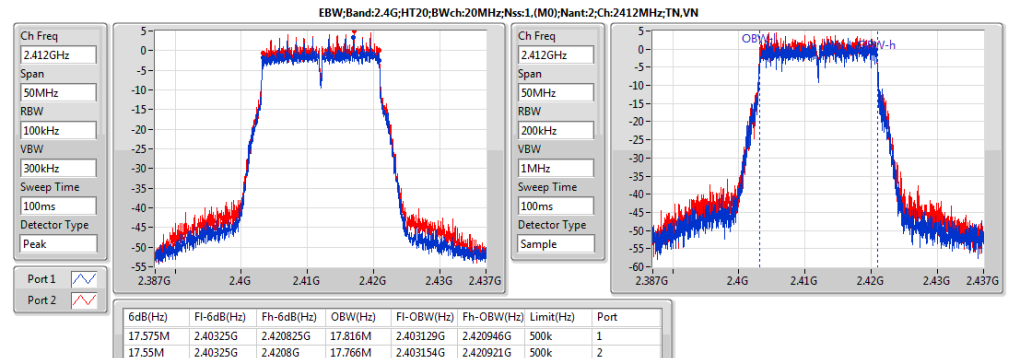 EBW;Band:2.4G;HT20;BWch:20MHz;Nss:1,(M0);Nant:2;Ch:2412MHz;TN,VN
Ch Freq
2.412GHz
Span
50MHz
RBW
100kHz
VBW
300kHz
Sweep Time
100ms
Detector Type
Peak
Port 1
Port 2
5-
0-
-5-
-10-
-15-
-20-
-25-
-30-
-35-
-40-
-45-
-50-
-55-
2.387G 2.4G 2.41G 2.42G 2.43G 2.437G
Ch Freq
2.412GHz
Span
50MHz
RBW
200kHz
VBW
1MHz
Sweep Time
100ms
Detector Type
Sample
5-
0-
-5-
-10-
-15-
-20-
-25-
-30-
-35-
-40-
-45-
-50-
-55-
-60-
2.387G 2.4G 2.41G 2.42G 2.43G 2.437G
6dB(Hz) Fl-6dB(Hz) Fh-6dB(Hz) OBW(Hz) Fl-OBW(Hz) Fh-OBW(Hz) Limit(Hz) Port
17.575M 2.40325G 2.420825G 17.816M 2.403129G 2.420946G 500k 1
17.55M 2.40325G 2.4208G 17.766M 2.403154G 2.420921G 500k 2